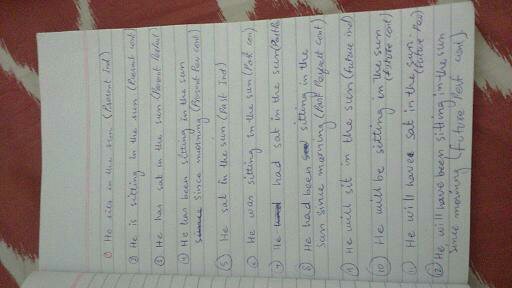 ① He sits in the sun (Present Ind)
② He is sitting in the sun (Present cont)
③ He has sat in the sun (Present Perfect
④ He has been sitting in the sun
since morning (Present Per cont)
⑤ He sat in the sun (Past Ind)
⑥ He was sitting in the sun (Past con)
⑦ He had sat in the sun (
⑧ He had been sitting in the
sun since morning (Past Perfect Cont)
⑨ He will sit in the sun (future ind)
⑩ He will be sitting in the sun
(future cont)
⑪ He will have sat in the sun.
(future
⑫ He will have been sitting in the sun
since morning (future Perf cont)